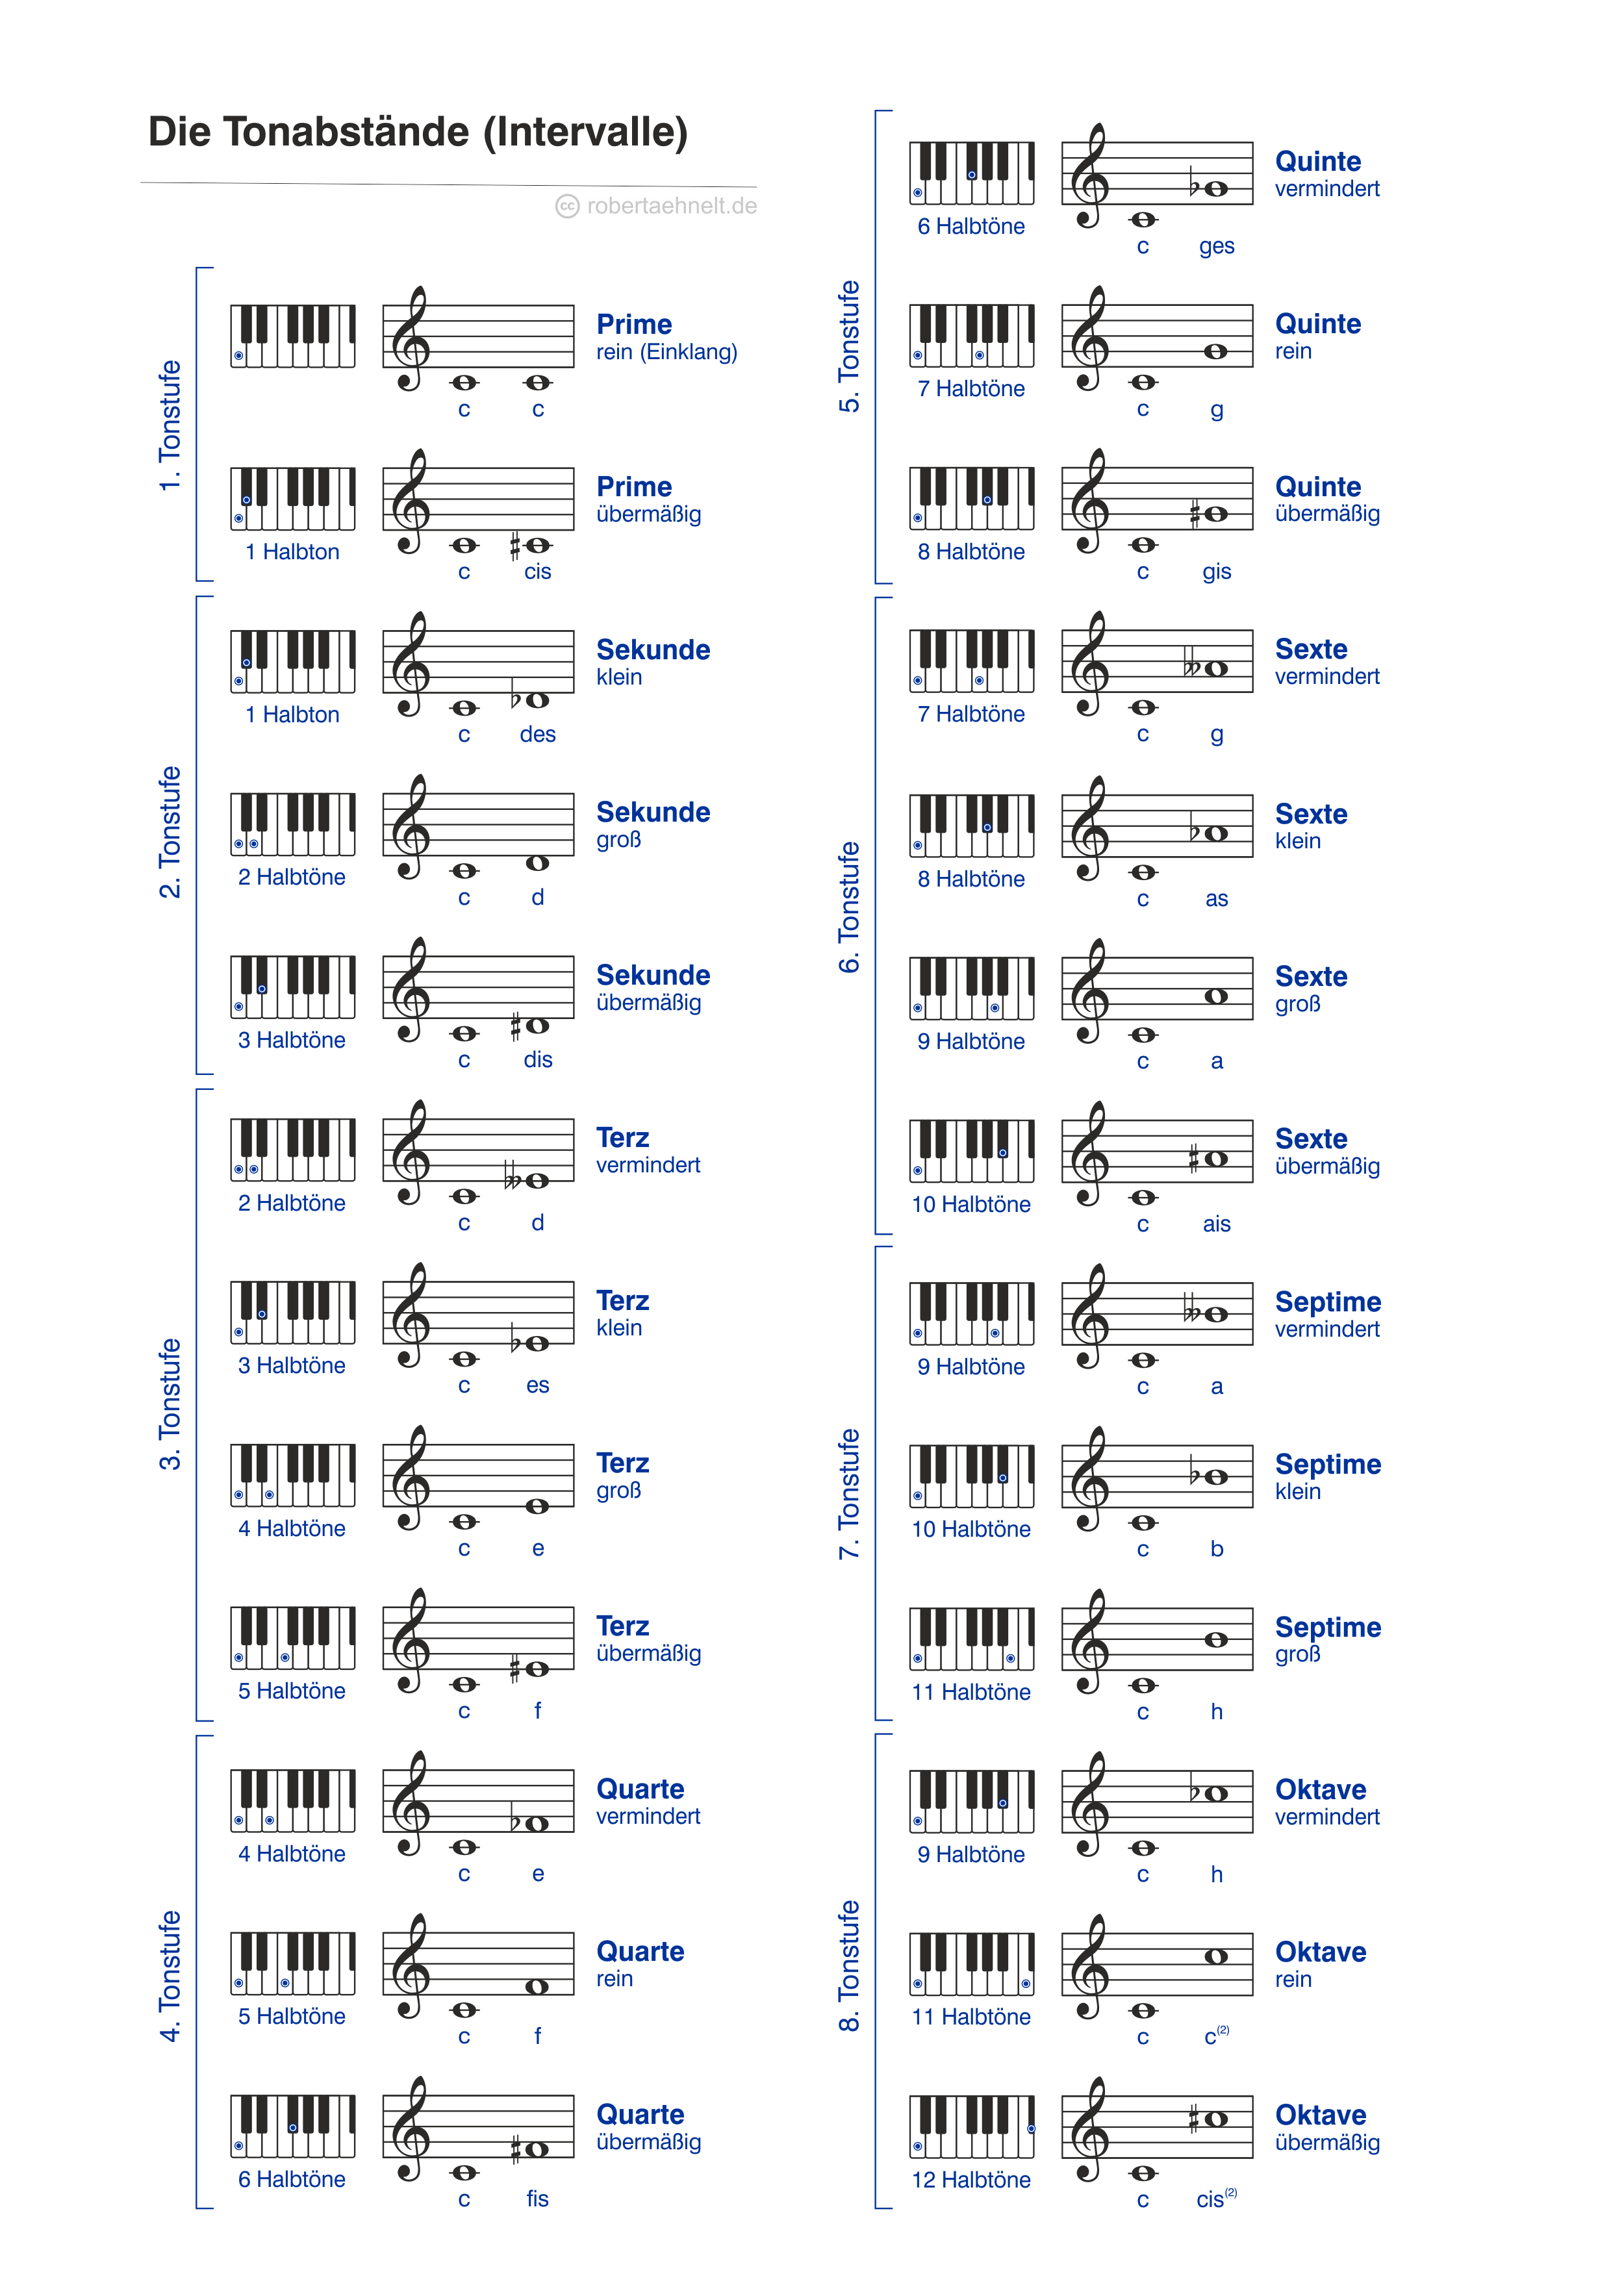 Die Tonabstände (Intervalle)
cc robertaehnelt.de
1. Tonstufe
Prime
rein (Einklang)
c c
Prime
übermäßig
1 Halbton
c cis
2. Tonstufe
Sekunde
klein
1 Halbton
c des
Sekunde
groß
2 Halbtöne
c d
Sekunde
übermäßig
3 Halbtöne
c dis
3. Tonstufe
Terz
vermindert
2 Halbtöne
c d
Terz
klein
3 Halbtöne
c es
Terz
groß
4 Halbtöne
c e
Terz
übermäßig
5 Halbtöne
c f
4. Tonstufe
Quarte
vermindert
4 Halbtöne
c e
Quarte
rein
5 Halbtöne
c f
Quarte
übermäßig
6 Halbtöne
c fis
5. Tonstufe
Quinte
vermindert
6 Halbtöne
c ges
Quinte
rein
7 Halbtöne
c g
Quinte
übermäßig
8 Halbtöne
c gis
6. Tonstufe
Sexte
vermindert
7 Halbtöne
c g
Sexte
klein
8 Halbtöne
c as
Sexte
groß
9 Halbtöne
c a
Sexte
übermäßig
10 Halbtöne
c ais
7. Tonstufe
Septime
vermindert
9 Halbtöne
c a
Septime
klein
10 Halbtöne
c b
Septime
groß
11 Halbtöne
c h
8. Tonstufe
Oktave
vermindert
9 Halbtöne
c h
Oktave
rein
11 Halbtöne
c c(2)
Oktave
übermäßig
12 Halbtöne
c cis(2)